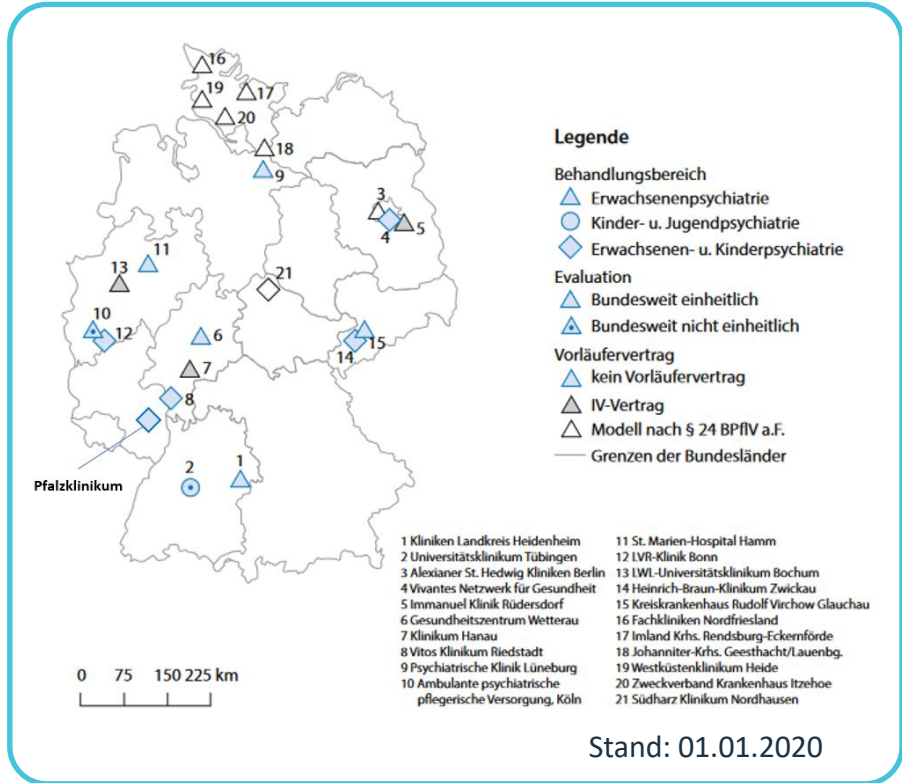 16
19
17
20
18
9
3
4
5
11
13
10
12
21
6
7
8
14
15
Pfalzklinikum
2
1
Legende
Behandlungsbereich
Erwachsenenpsychiatrie
Kinder- u. Jugendpsychiatrie
Erwachsenen- u. Kinderpsychiatrie
Evaluation
Bundesweit einheitlich
Bundesweit nicht einheitlich
Vorläufervertrag
kein Vorläufervertrag
IV-Vertrag
Modell nach § 24 BPflV a.F.
Grenzen der Bundesländer
1 Kliniken Landkreis Heidenheim
2 Universitätsklinikum Tübingen
3 Alexianer St. Hedwig Kliniken Berlin
4 Vivantes Netzwerk für Gesundheit
5 Immanuel Klinik Rüdersdorf
6 Gesundheitszentrum Wetterau
7 Klinikum Hanau
8 Vitos Klinikum Riedstadt
9 Psychiatrische Klinik Lüneburg
10 Ambulante psychiatrische
pflegerische Versorgung, Köln
11 St. Marien-Hospital Hamm
12 LVR-Klinik Bonn
13 LWL-Universitätsklinikum Bochum
14 Heinrich-Braun-Klinikum Zwickau
15 Kreiskrankenhaus Rudolf Virchow Glauchau
16 Fachkliniken Nordfriesland
17 Imland Krhs. Rendsburg-Eckernförde
18 Johanniter-Krhs. Geesthacht/Lauenbg.
19 Westküstenklinikum Heide
20 Zweckverband Krankenhaus Itzehoe
21 Südharz Klinikum Nordhausen
0 75 150 225 km
Stand: 01.01.2020